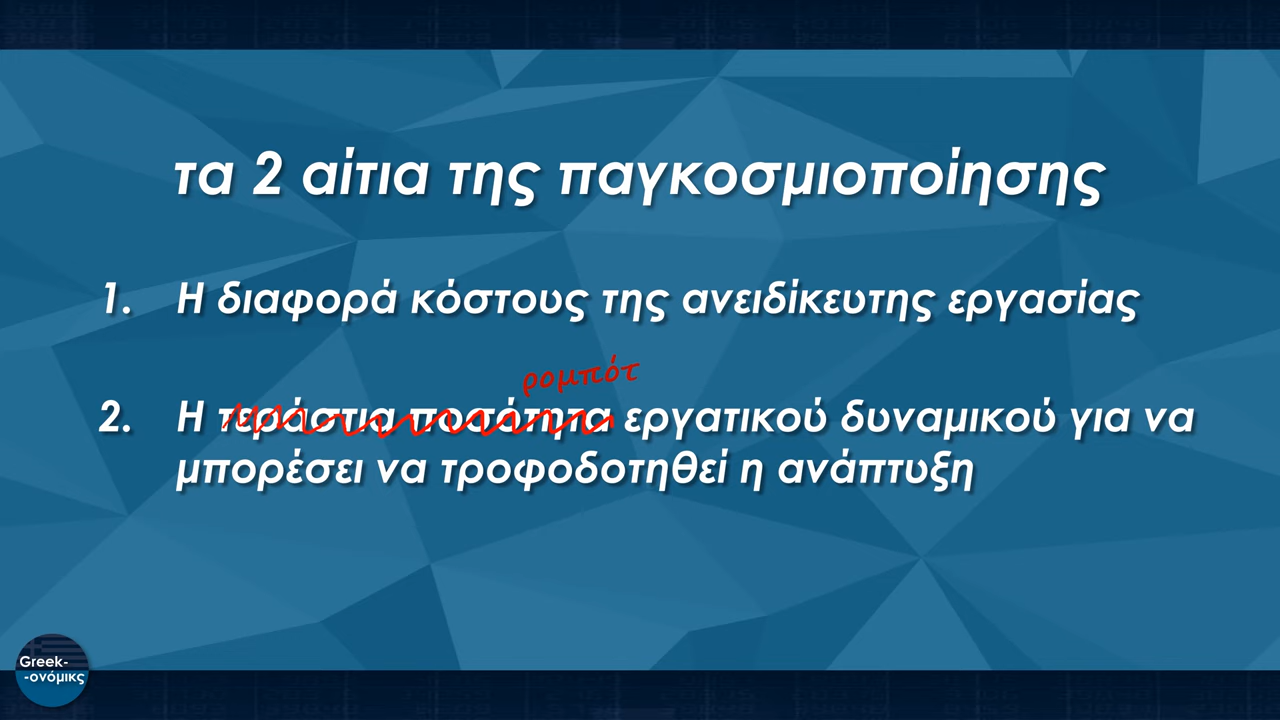 τα 2 αίτια της παγκοσμιοποίησης
1. Η διαφορά κόστους της ανειδίκευτης εργασίας
ρομπότ
2. Η τεράστια ποσότητα εργατικού δυναμικού για να
μπορέσει να τροφοδοτηθεί η ανάπτυξη
Greek-
-ονόμικς